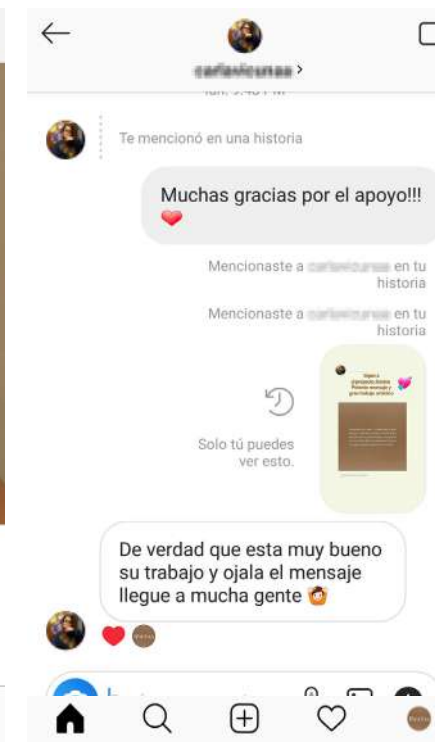 Te mencionó en una historia
Muchas gracias por el apoyo!!!
❤️
Mencionaste a en tu
historia
Mencionaste a en tu
historia
Solo tú puedes
ver esto.
De verdad que esta muy bueno
su trabajo y ojala el mensaje
llegue a mucha gente 🙆